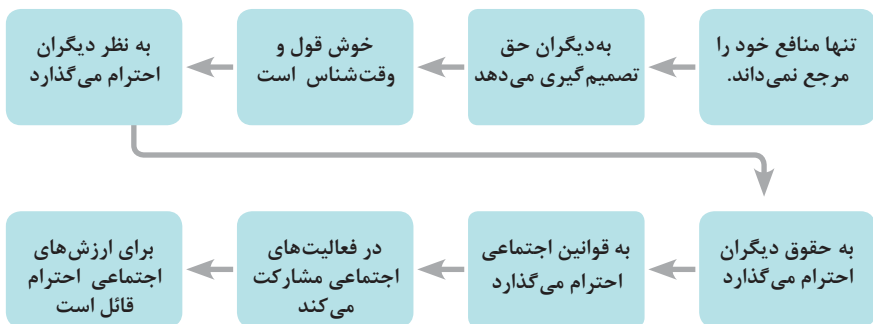 تنها منافع خود را
مرجع نمی‌داند.
به‌دیگران حق
تصمیم‌گیری می‌دهد
خوش قول و
وقت‌شناس است
به نظر دیگران
احترام می‌گذارد
به حقوق دیگران
احترام می‌گذارد
به قوانین اجتماعی
احترام می‌گذارد
در فعالیت‌های
اجتماعی مشارکت
می‌کند
برای ارزش‌های
اجتماعی احترام
قائل است